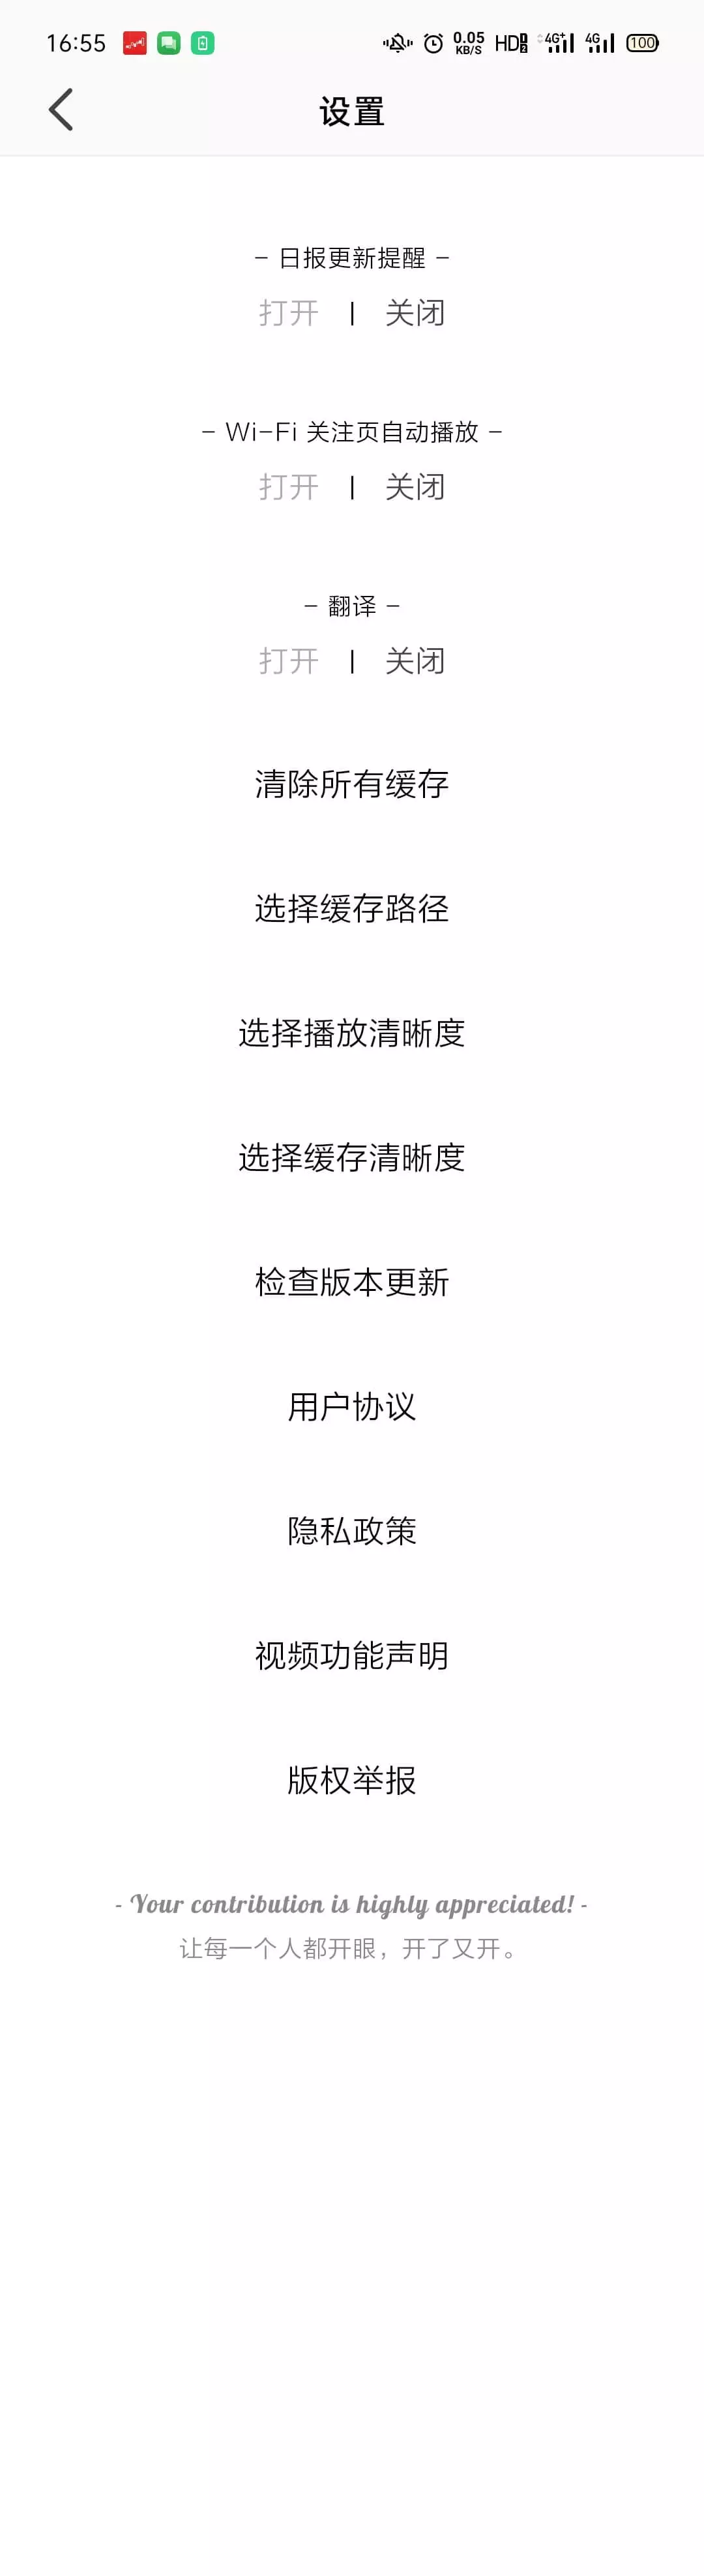 16:55
0.05 KB/S HD 4G+ 4G 100
设置
- 日报更新提醒 -
打开 | 关闭
- Wi-Fi 关注页自动播放 -
打开 | 关闭
- 翻译 -
打开 | 关闭
清除所有缓存
选择缓存路径
选择播放清晰度
选择缓存清晰度
检查版本更新
用户协议
隐私政策
视频功能声明
版权举报
- Your contribution is highly appreciated! -
让每一个人都开眼，开了又开。